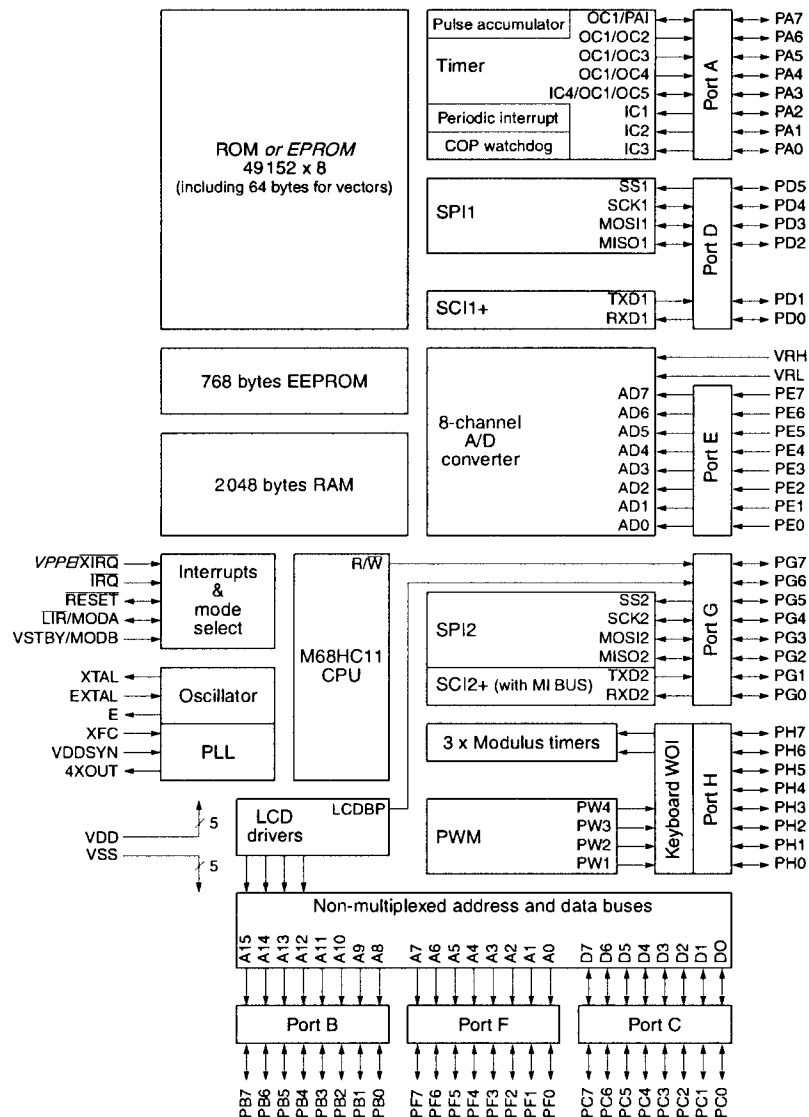 ROM or EPROM
49152 x 8
(including 64 bytes for vectors)
768 bytes EEPROM
2048 bytes RAM
Pulse accumulator
Timer
Periodic interrupt
COP watchdog
OC1/PAI
OC1/OC2
OC1/OC3
OC1/OC4
IC4/OC1/OC5
IC1
IC2
IC3
Port A
PA7
PA6
PA5
PA4
PA3
PA2
PA1
PA0
SPI1
SS1
SCK1
MOSI1
MISO1
SCI1+
TXD1
RXD1
Port D
PD5
PD4
PD3
PD2
PD1
PD0
8-channel
A/D
converter
VRH
VRL
AD7
AD6
AD5
AD4
AD3
AD2
AD1
AD0
Port E
PE7
PE6
PE5
PE4
PE3
PE2
PE1
PE0
VPPE/XIRQ
IRQ
RESET
LIR/MODA
VSTBY/MODB
Interrupts
&
mode
select
XTAL
EXTAL
E
XFC
VDDSYN
4XOUT
Oscillator
PLL
R/W
M68HC11
CPU
SPI2
SS2
SCK2
MOSI2
MISO2
SCI2+ (with MI BUS)
TXD2
RXD2
Port G
PG7
PG6
PG5
PG4
PG3
PG2
PG1
PG0
3 x Modulus timers
PWM
PW4
PW3
PW2
PW1
Keyboard WOI
Port H
PH7
PH6
PH5
PH4
PH3
PH2
PH1
PH0
VDD
VSS
5
5
LCD
drivers
LCDBP
Non-multiplexed address and data buses
A15
A14
A13
A12
A11
A10
A9
A8
A7
A6
A5
A4
A3
A2
A1
A0
D7
D6
D5
D4
D3
D2
D1
DO
Port B
Port F
Port C
PB7
PB6
PB5
PB4
PB3
PB2
PB1
PB0
PF7
PF6
PF5
PF4
PF3
PF2
PF1
PF0
PC7
PC6
PC5
PC4
PC3
PC2
PC1
PC0